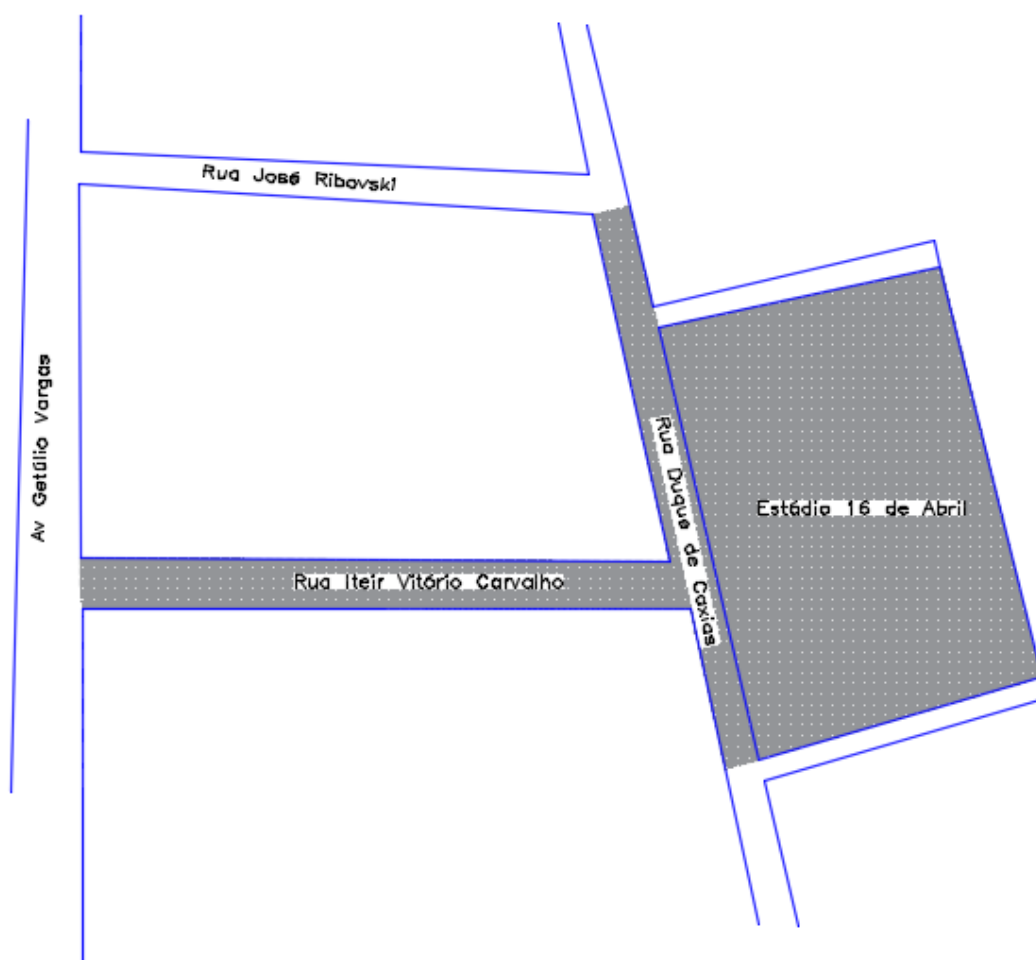 Rua José Ribovski
Av Getúlio Vargas
Rua Duque de Caxias
Estádio 16 de Abril
Rua Iteir Vitório Carvalho